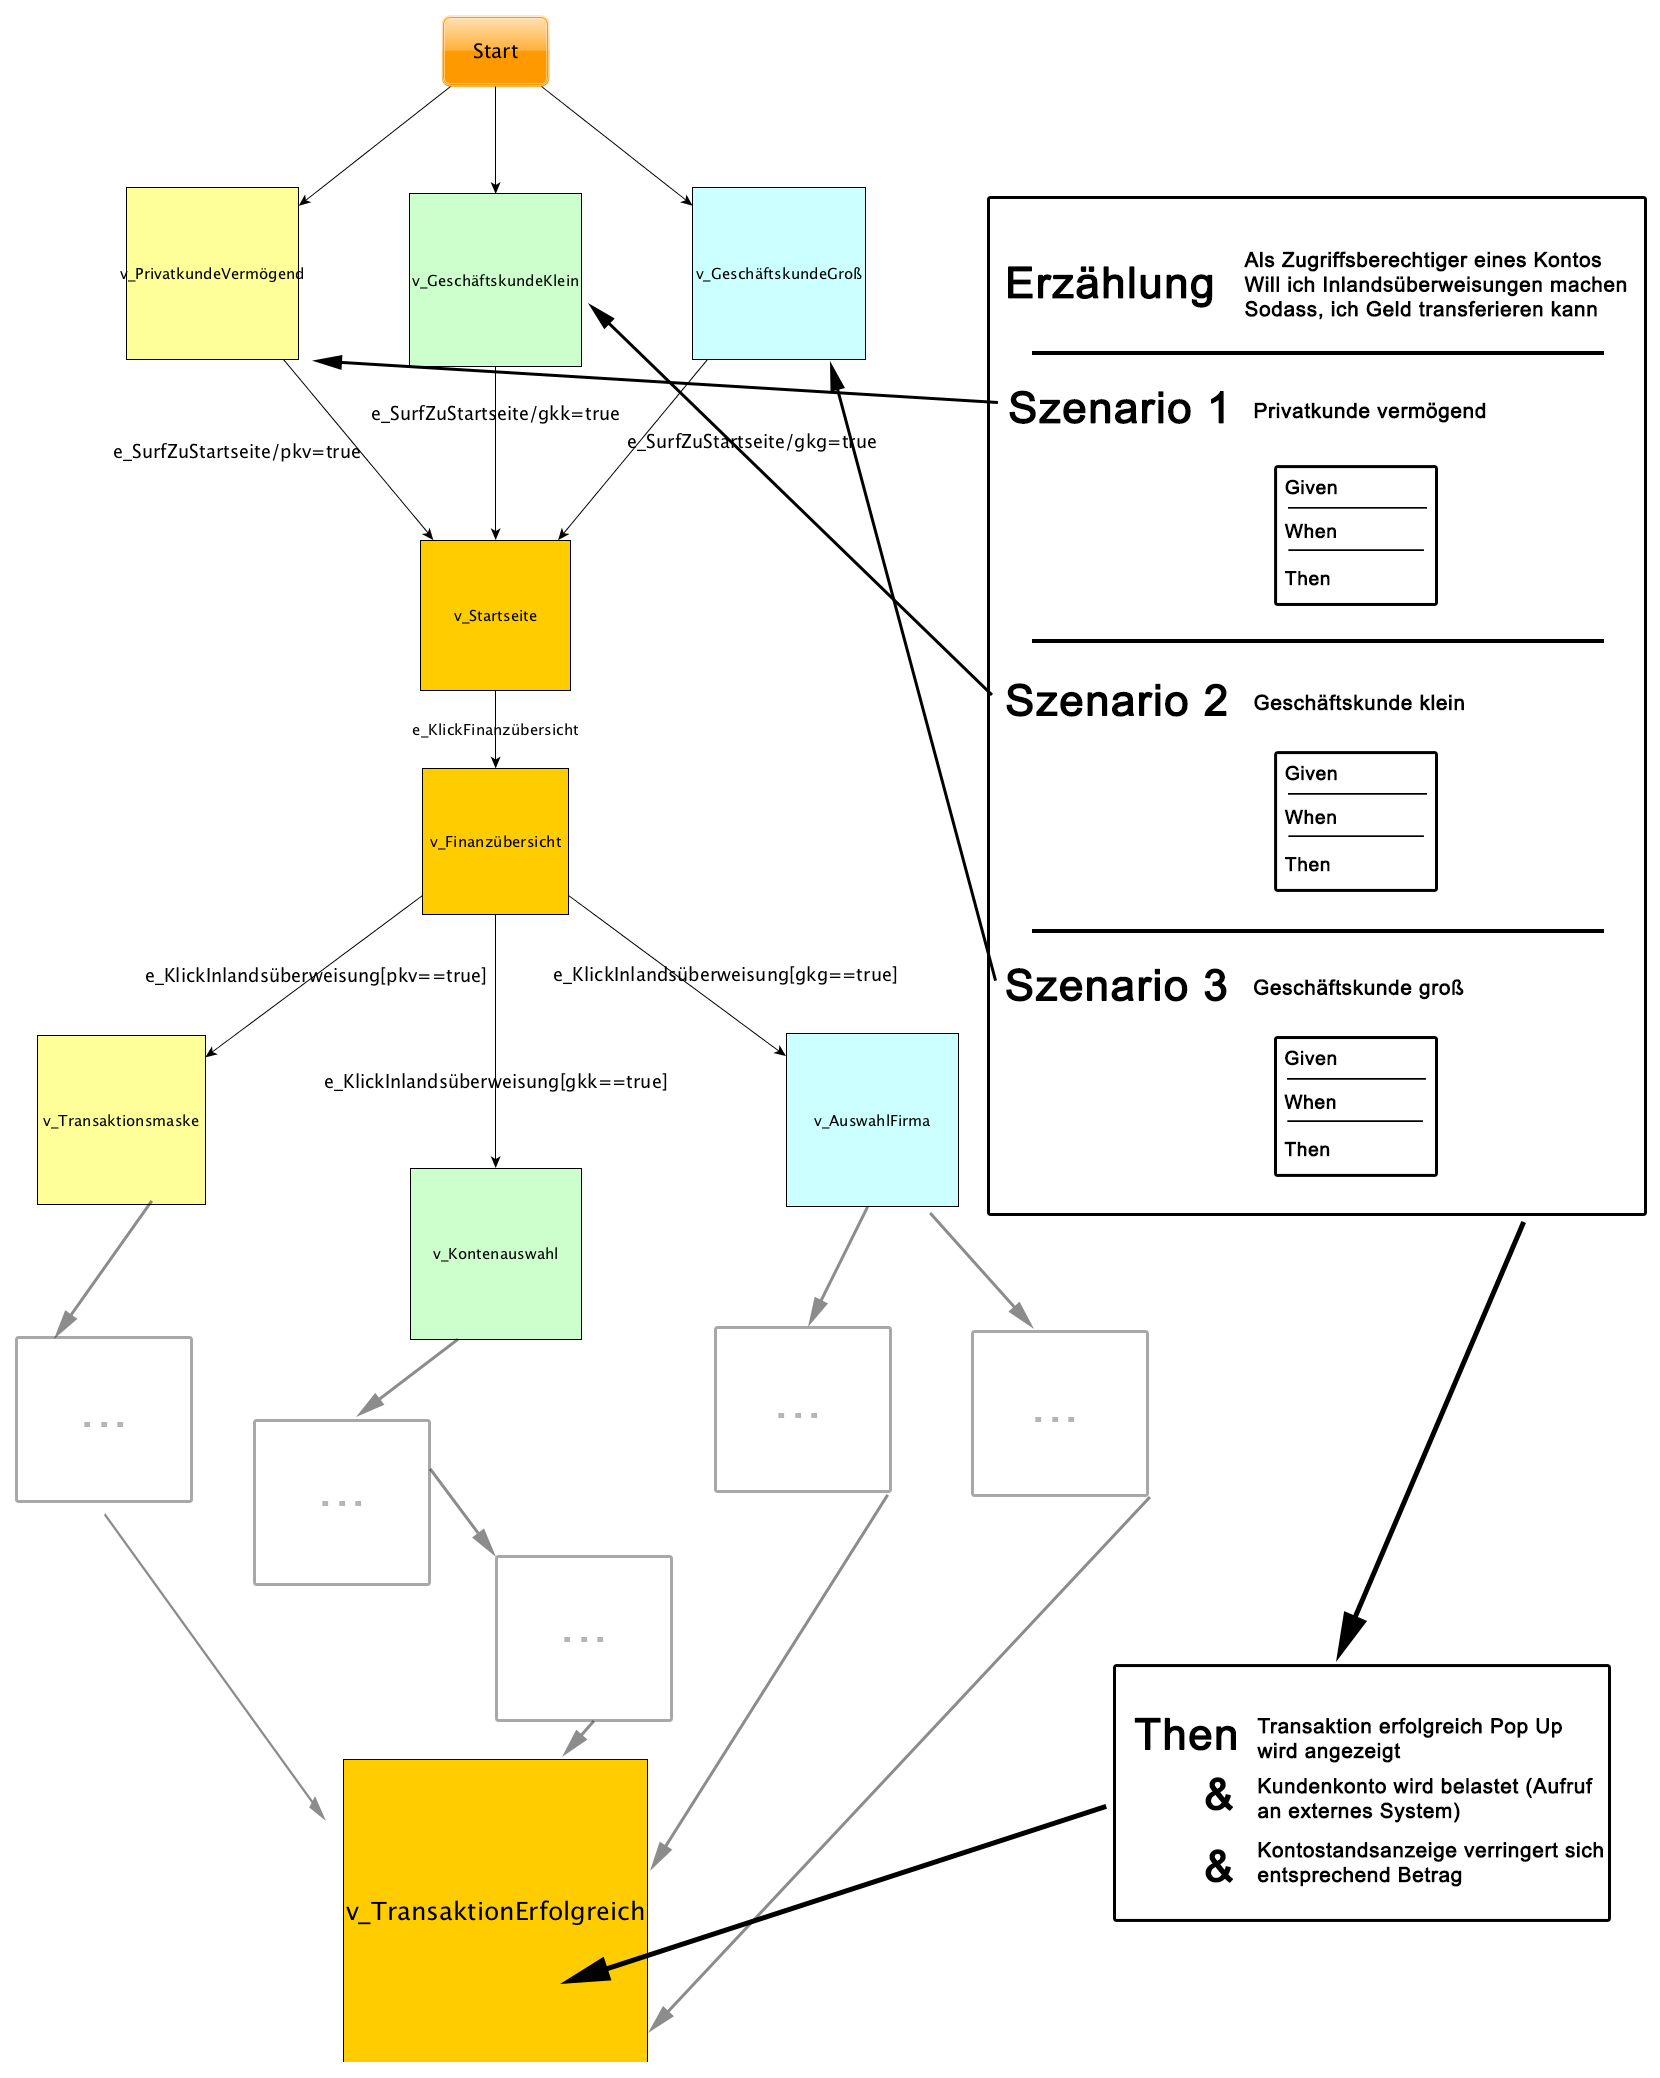 Start
v_PrivatkundeVermögend
v_GeschäftskundeKlein
v_GeschäftskundeGroß
e_SurfZuStartseite/pkv=true
e_SurfZuStartseite/gkk=true
e_SurfZuStartseite/gkg=true
v_Startseite
e_KlickFinanzübersicht
v_Finanzübersicht
e_KlickInlandsüberweisung[pkv==true]
e_KlickInlandsüberweisung[gkg==true]
e_KlickInlandsüberweisung[gkk==true]
v_Transaktionsmaske
v_AuswahlFirma
v_Kontenauswahl
...
...
...
...
...
v_TransaktionErfolgreich
Erzählung
Als Zugriffsberechtiger eines Kontos
Will ich Inlandsüberweisungen machen
Sodass, ich Geld transferieren kann
Szenario 1 Privatkunde vermögend
Given
When
Then
Szenario 2 Geschäftskunde klein
Given
When
Then
Szenario 3 Geschäftskunde groß
Given
When
Then
Then Transaktion erfolgreich Pop Up
wird angezeigt
& Kundenkonto wird belastet (Aufruf
an externes System)
& Kontostandsanzeige verringert sich
entsprechend Betrag